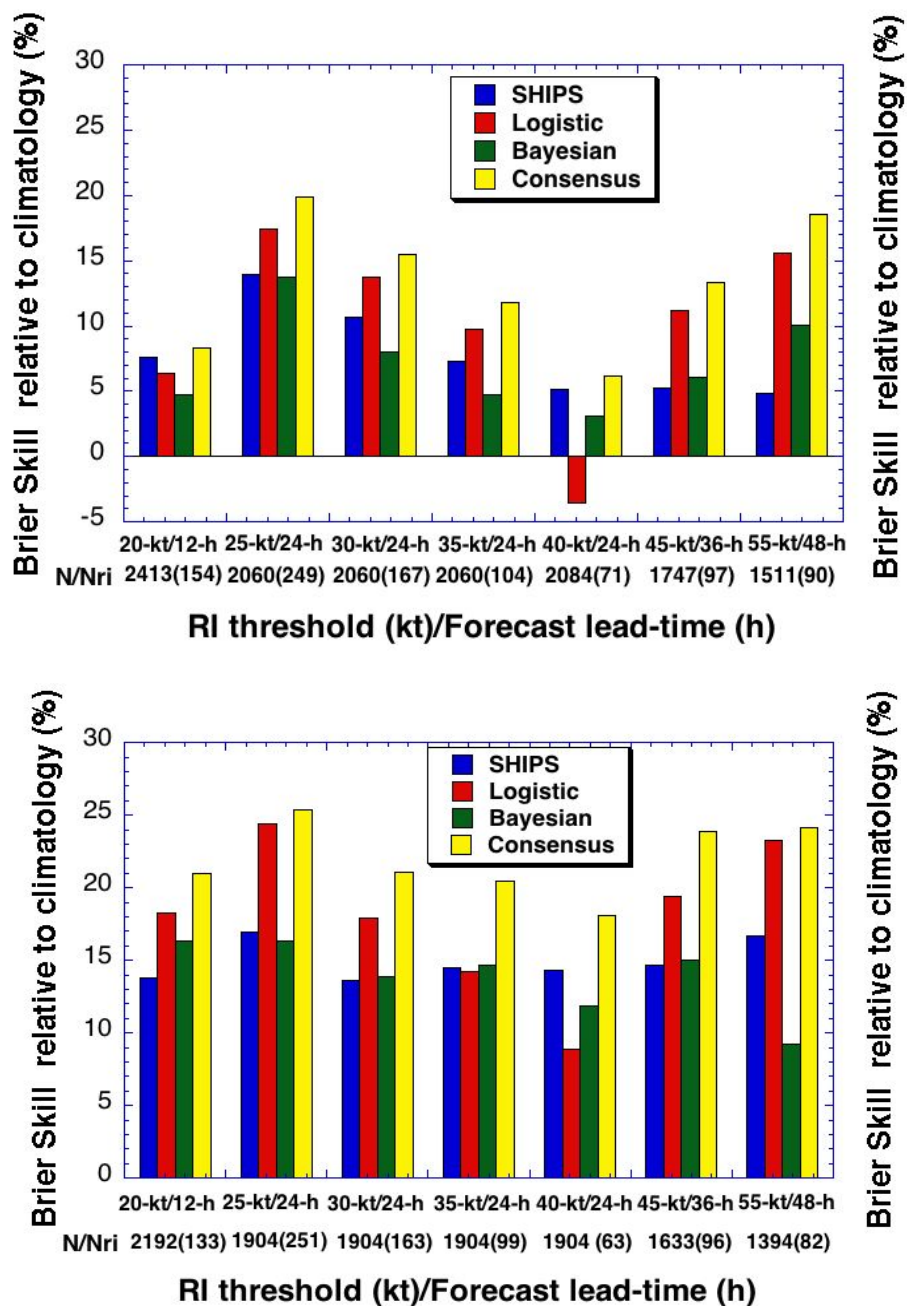 Brier Skill relative to climatology (%)
30
25
20
15
10
5
0
-5
SHIPS
Logistic
Bayesian
Consensus
Brier Skill relative to climatology (%)
20-kt/12-h 25-kt/24-h 30-kt/24-h 35-kt/24-h 40-kt/24-h 45-kt/36-h 55-kt/48-h
N/Nri 2413(154) 2060(249) 2060(167) 2060(104) 2084(71) 1747(97) 1511(90)
RI threshold (kt)/Forecast lead-time (h)
Brier Skill relative to climatology (%)
30
25
20
15
10
5
0
SHIPS
Logistic
Bayesian
Consensus
Brier Skill relative to climatology (%)
20-kt/12-h 25-kt/24-h 30-kt/24-h 35-kt/24-h 40-kt/24-h 45-kt/36-h 55-kt/48-h
N/Nri 2192(133) 1904(251) 1904(163) 1904(99) 1904 (63) 1633(96) 1394(82)
RI threshold (kt)/Forecast lead-time (h)